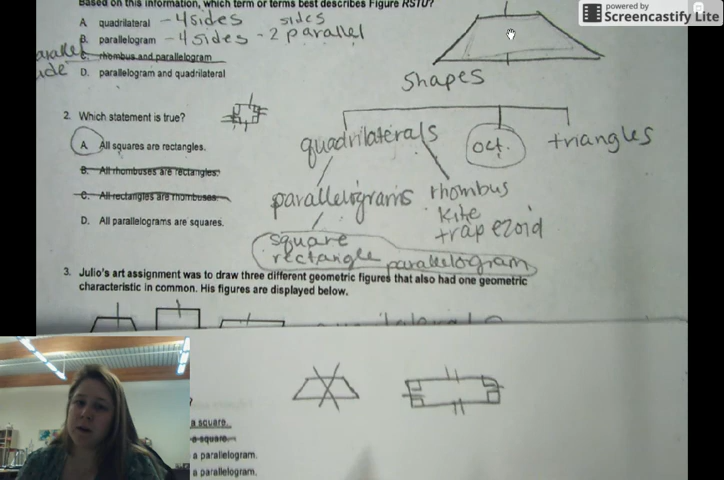 Based on this information, which term or terms best describes Figure RSTU?
A. quadrilateral - 4 sides
sides
B. parallelogram - 4 sides - 2 parallel
C. rhombus and parallelogram
D. parallelogram and quadrilateral
powered by
Screencastify Lite
shapes
2. Which statement is true?
A. All squares are rectangles.
B. All rhombuses are rectangles.
C. All rectangles are rhombuses.
D. All parallelograms are squares.
quadrilaterals oct. triangles
parallelograms rhombus
kite
trapezoid
square
rectangle parallelogram
3. Julio's art assignment was to draw three different geometric figures that also had one geometric
characteristic in common. His figures are displayed below.
a square.
a square.
a parallelogram.
a parallelogram.